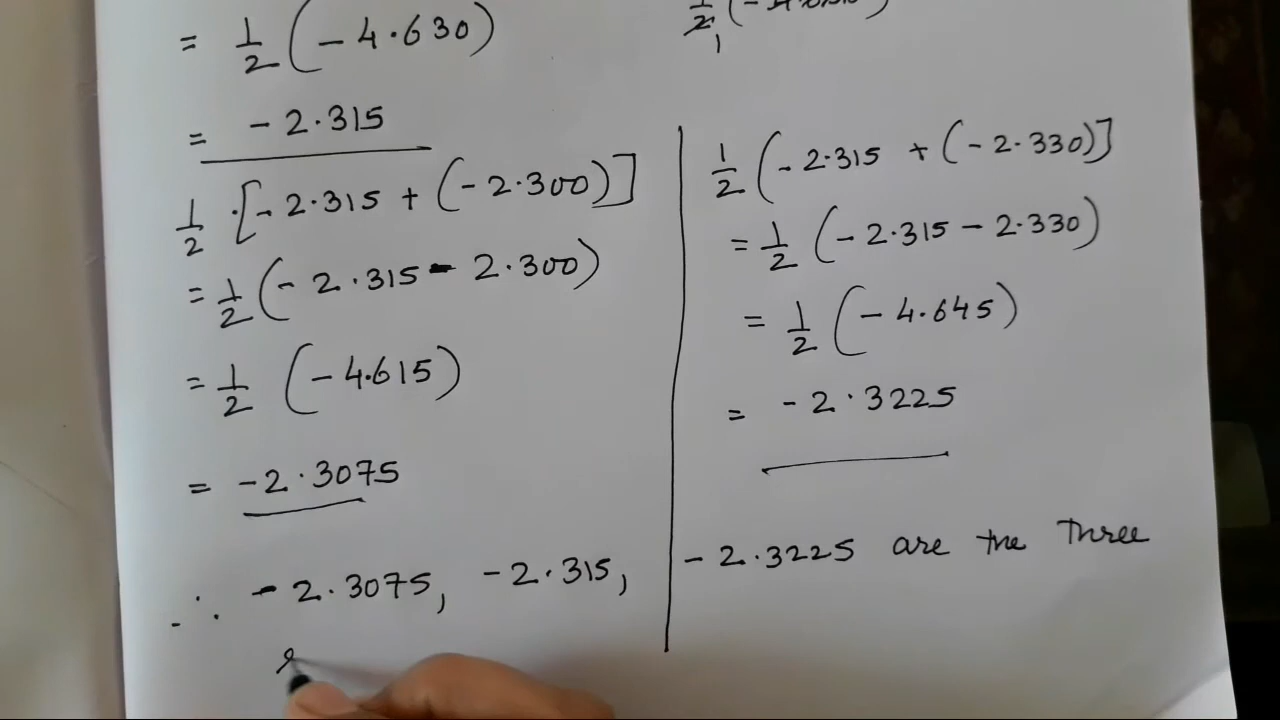 = 1/2 (-4.630)
= -2.315
1/2 · [-2.315 + (-2.300)]
= 1/2 (-2.315 - 2.300)
= 1/2 (-4.615)
= -2.3075
1/2 (-2.315 + (-2.330)]
= 1/2 (-2.315 - 2.330)
= 1/2 (-4.645)
= -2.3225
∴ -2.3075, -2.315, -2.3225 are the three